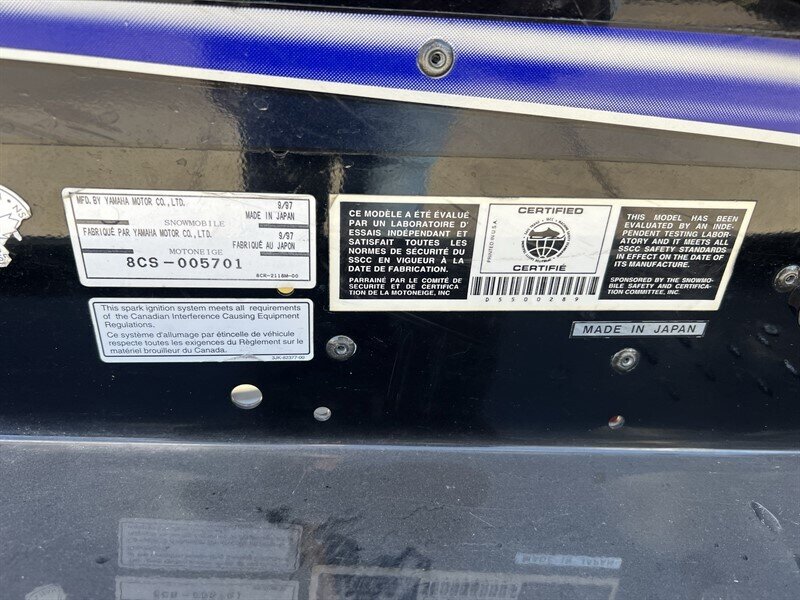 MFD. BY YAMAHA MOTOR CO., LTD. 9/97
SNOWMOBILE MADE IN JAPAN
FABRIQUÉ PAR YAMAHA MOTOR CO., LTD. 9/97
MOTONEIGE FABRIQUÉ AU JAPON
8CS-005701
8CR-2118M-00
This spark ignition system meets all requirements
of the Canadian Interference Causing Equipment
Regulations.
Ce système d'allumage par étincelle de véhicule
respecte toutes les exigences du Règlement sur le
matériel brouilleur du Canada.
3JK-82377-00
CE MODÈLE A ÉTÉ ÉVALUÉ
PAR UN LABORATOIRE D'
ESSAIS INDÉPENDANT ET
SATISFAIT TOUTES LES
NORMES DE SÉCURITÉ DU
SSCC EN VIGUEUR À LA
DATE DE FABRICATION.
PARRAINÉ PAR LE COMITÉ DE
SÉCURITÉ ET DE CERTIFICA
TION DE LA MOTONEIGE, INC.
PRINTED IN U.S.A.
CERTIFIED
CERTIFIÉ
D5500289
THIS MODEL HAS BEEN
EVALUATED BY AN INDE-
PENDENT TESTING LABOR-
ATORY AND IT MEETS ALL
SSCC SAFETY STANDARDS
IN EFFECT ON THE DATE OF
ITS MANUFACTURE.
SPONSORED BY THE SNOWMO-
BILE SAFETY AND CERTIFICA-
TION COMMITTEE, INC.
MADE IN JAPAN